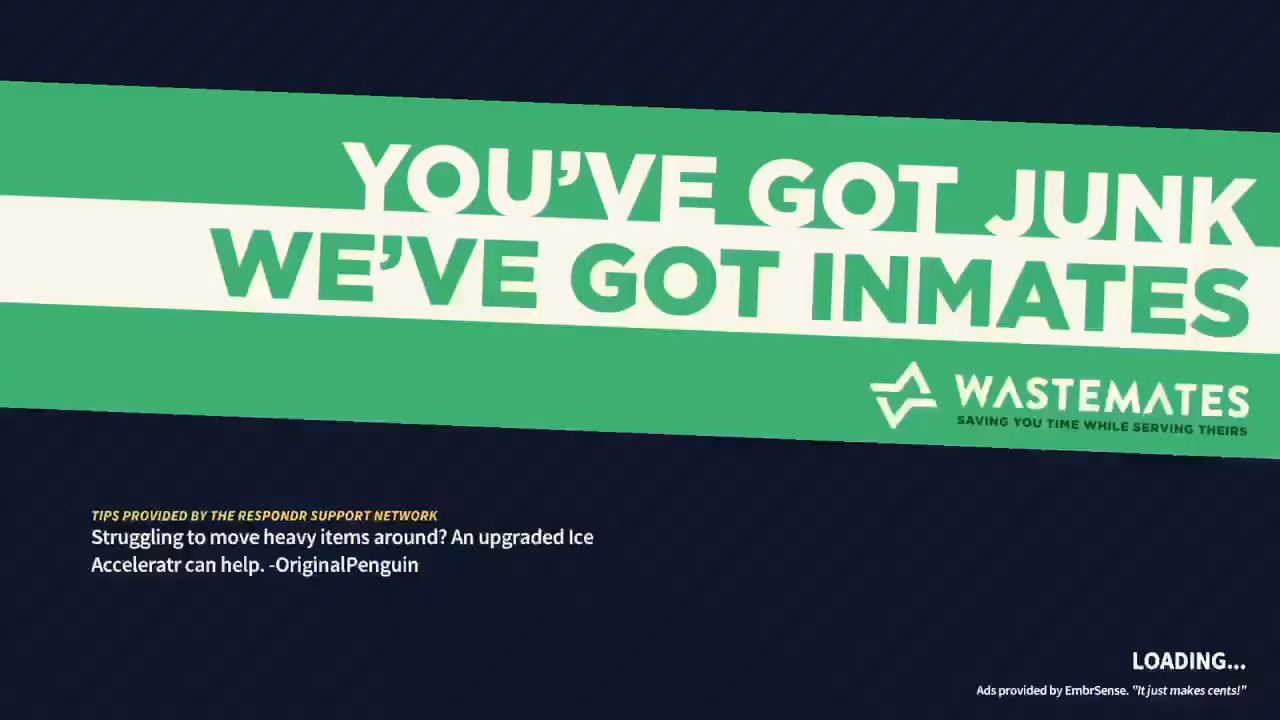 YOU'VE GOT JUNK
WE'VE GOT INMATES
WASTEMATES
SAVING YOU TIME WHILE SERVING THEIRS
TIPS PROVIDED BY THE RESPONDR SUPPORT NETWORK
Struggling to move heavy items around? An upgraded Ice
Acceleratr can help. -OriginalPenguin
LOADING...
Ads provided by EmbrSense. "It just makes cents!"